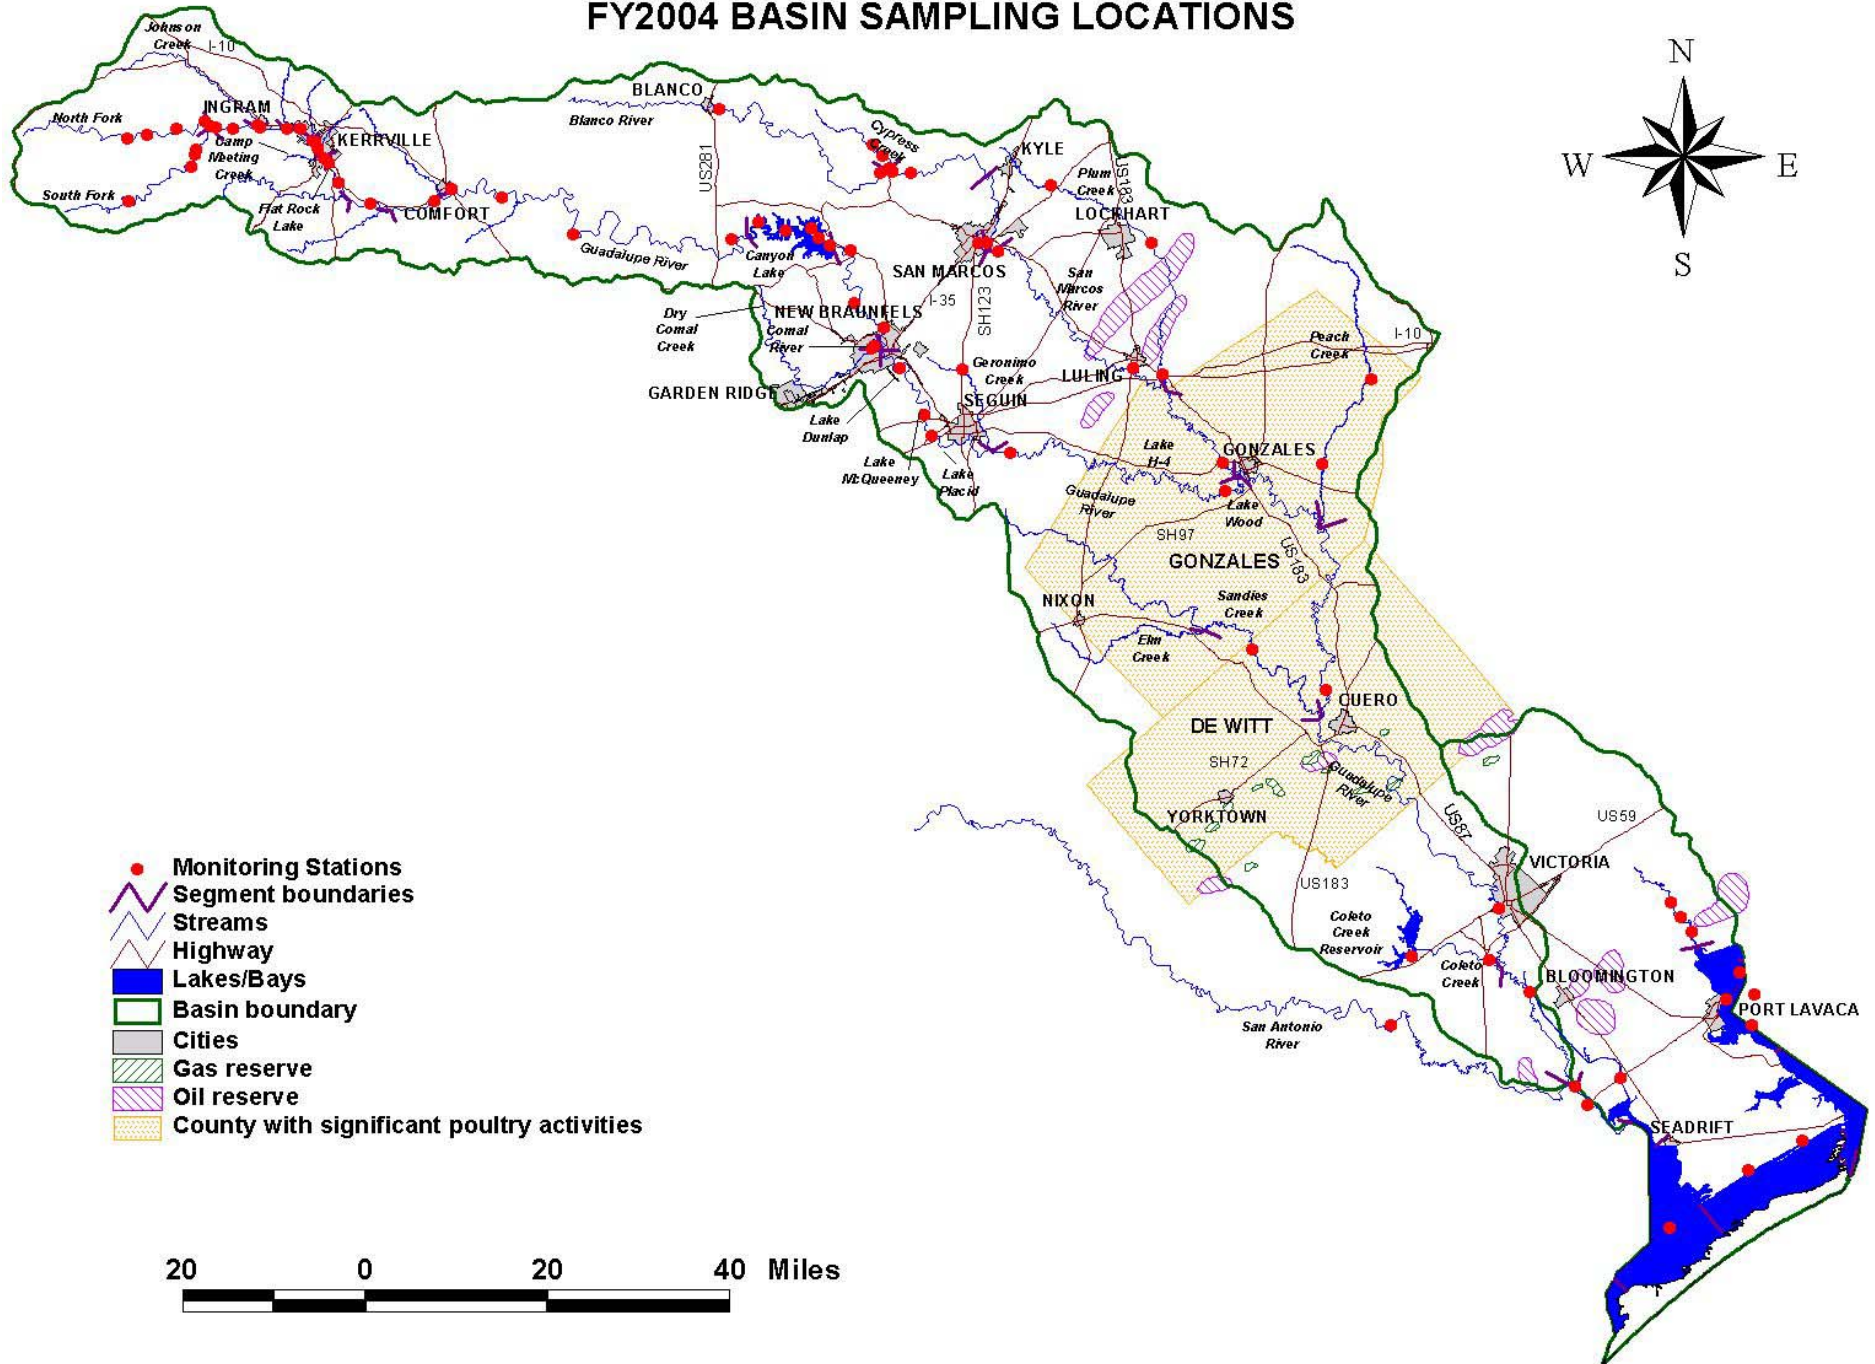 FY2004 BASIN SAMPLING LOCATIONS
Johnson
Creek
I-10
North Fork
INGRAM
Camp
Meeting
Creek
KERRVILLE
South Fork
Flat Rock
Lake
COMFORT
BLANCO
Blanco River
US281
Guadalupe River
Cypress
Creek
KYLE
Plum
Creek
US183
LOCKHART
Canyon
Lake
SAN MARCOS
San
Marcos
River
I-35
SH123
Dry
Comal
Creek
NEW BRAUNFELS
Comal
River
Geronimo
Creek
LULING
Peach
Creek
I-10
GARDEN RIDGE
SEGUIN
Lake
Dunlap
Lake
McQueeney
Lake
Placid
Lake
H-4
GONZALES
Guadalupe
River
Lake
Wood
SH97
US183
GONZALES
NIXON
Sandies
Creek
Elm
Creek
CUERO
DE WITT
SH72
Guadalupe
River
YORKTOWN
US87
US59
VICTORIA
US183
Coleto
Creek
Reservoir
Coleto
Creek
BLOOMINGTON
PORT LAVACA
San Antonio
River
SEADRIFT
N
W
E
S
Monitoring Stations
Segment boundaries
Streams
Highway
Lakes/Bays
Basin boundary
Cities
Gas reserve
Oil reserve
County with significant poultry activities
20 0 20 40 Miles